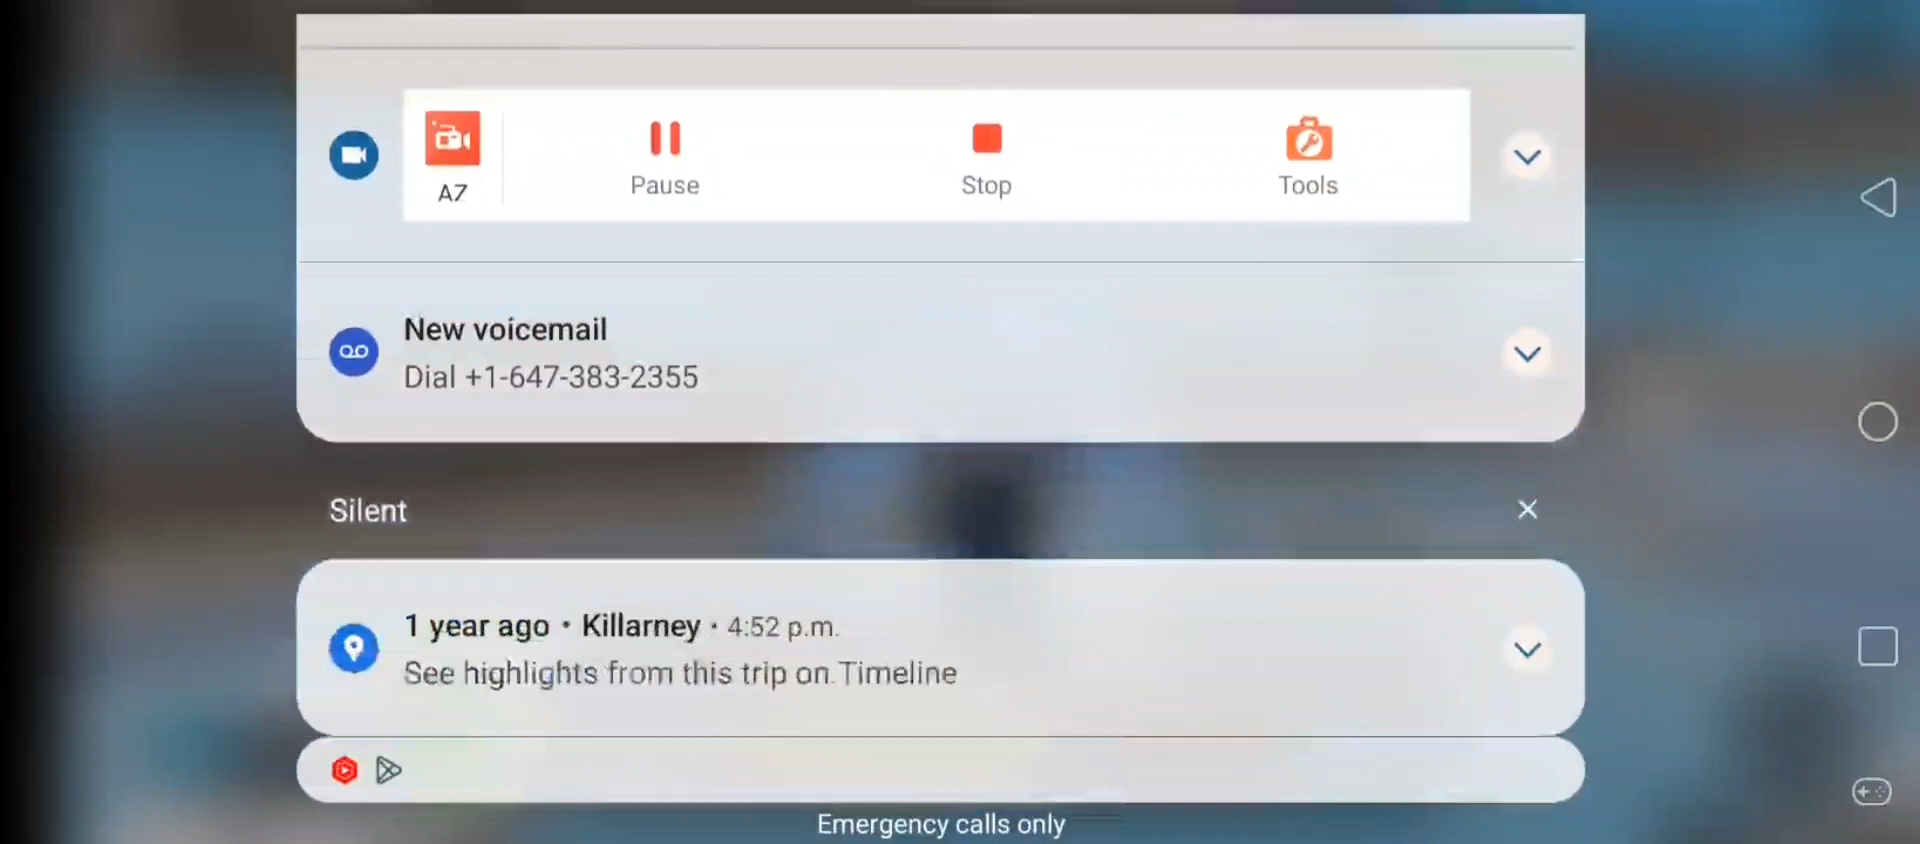 AZ
Pause
Stop
Tools
New voicemail
Dial +1-647-383-2355
Silent
1 year ago • Killarney • 4:52 p.m.
See highlights from this trip on Timeline
Emergency calls only